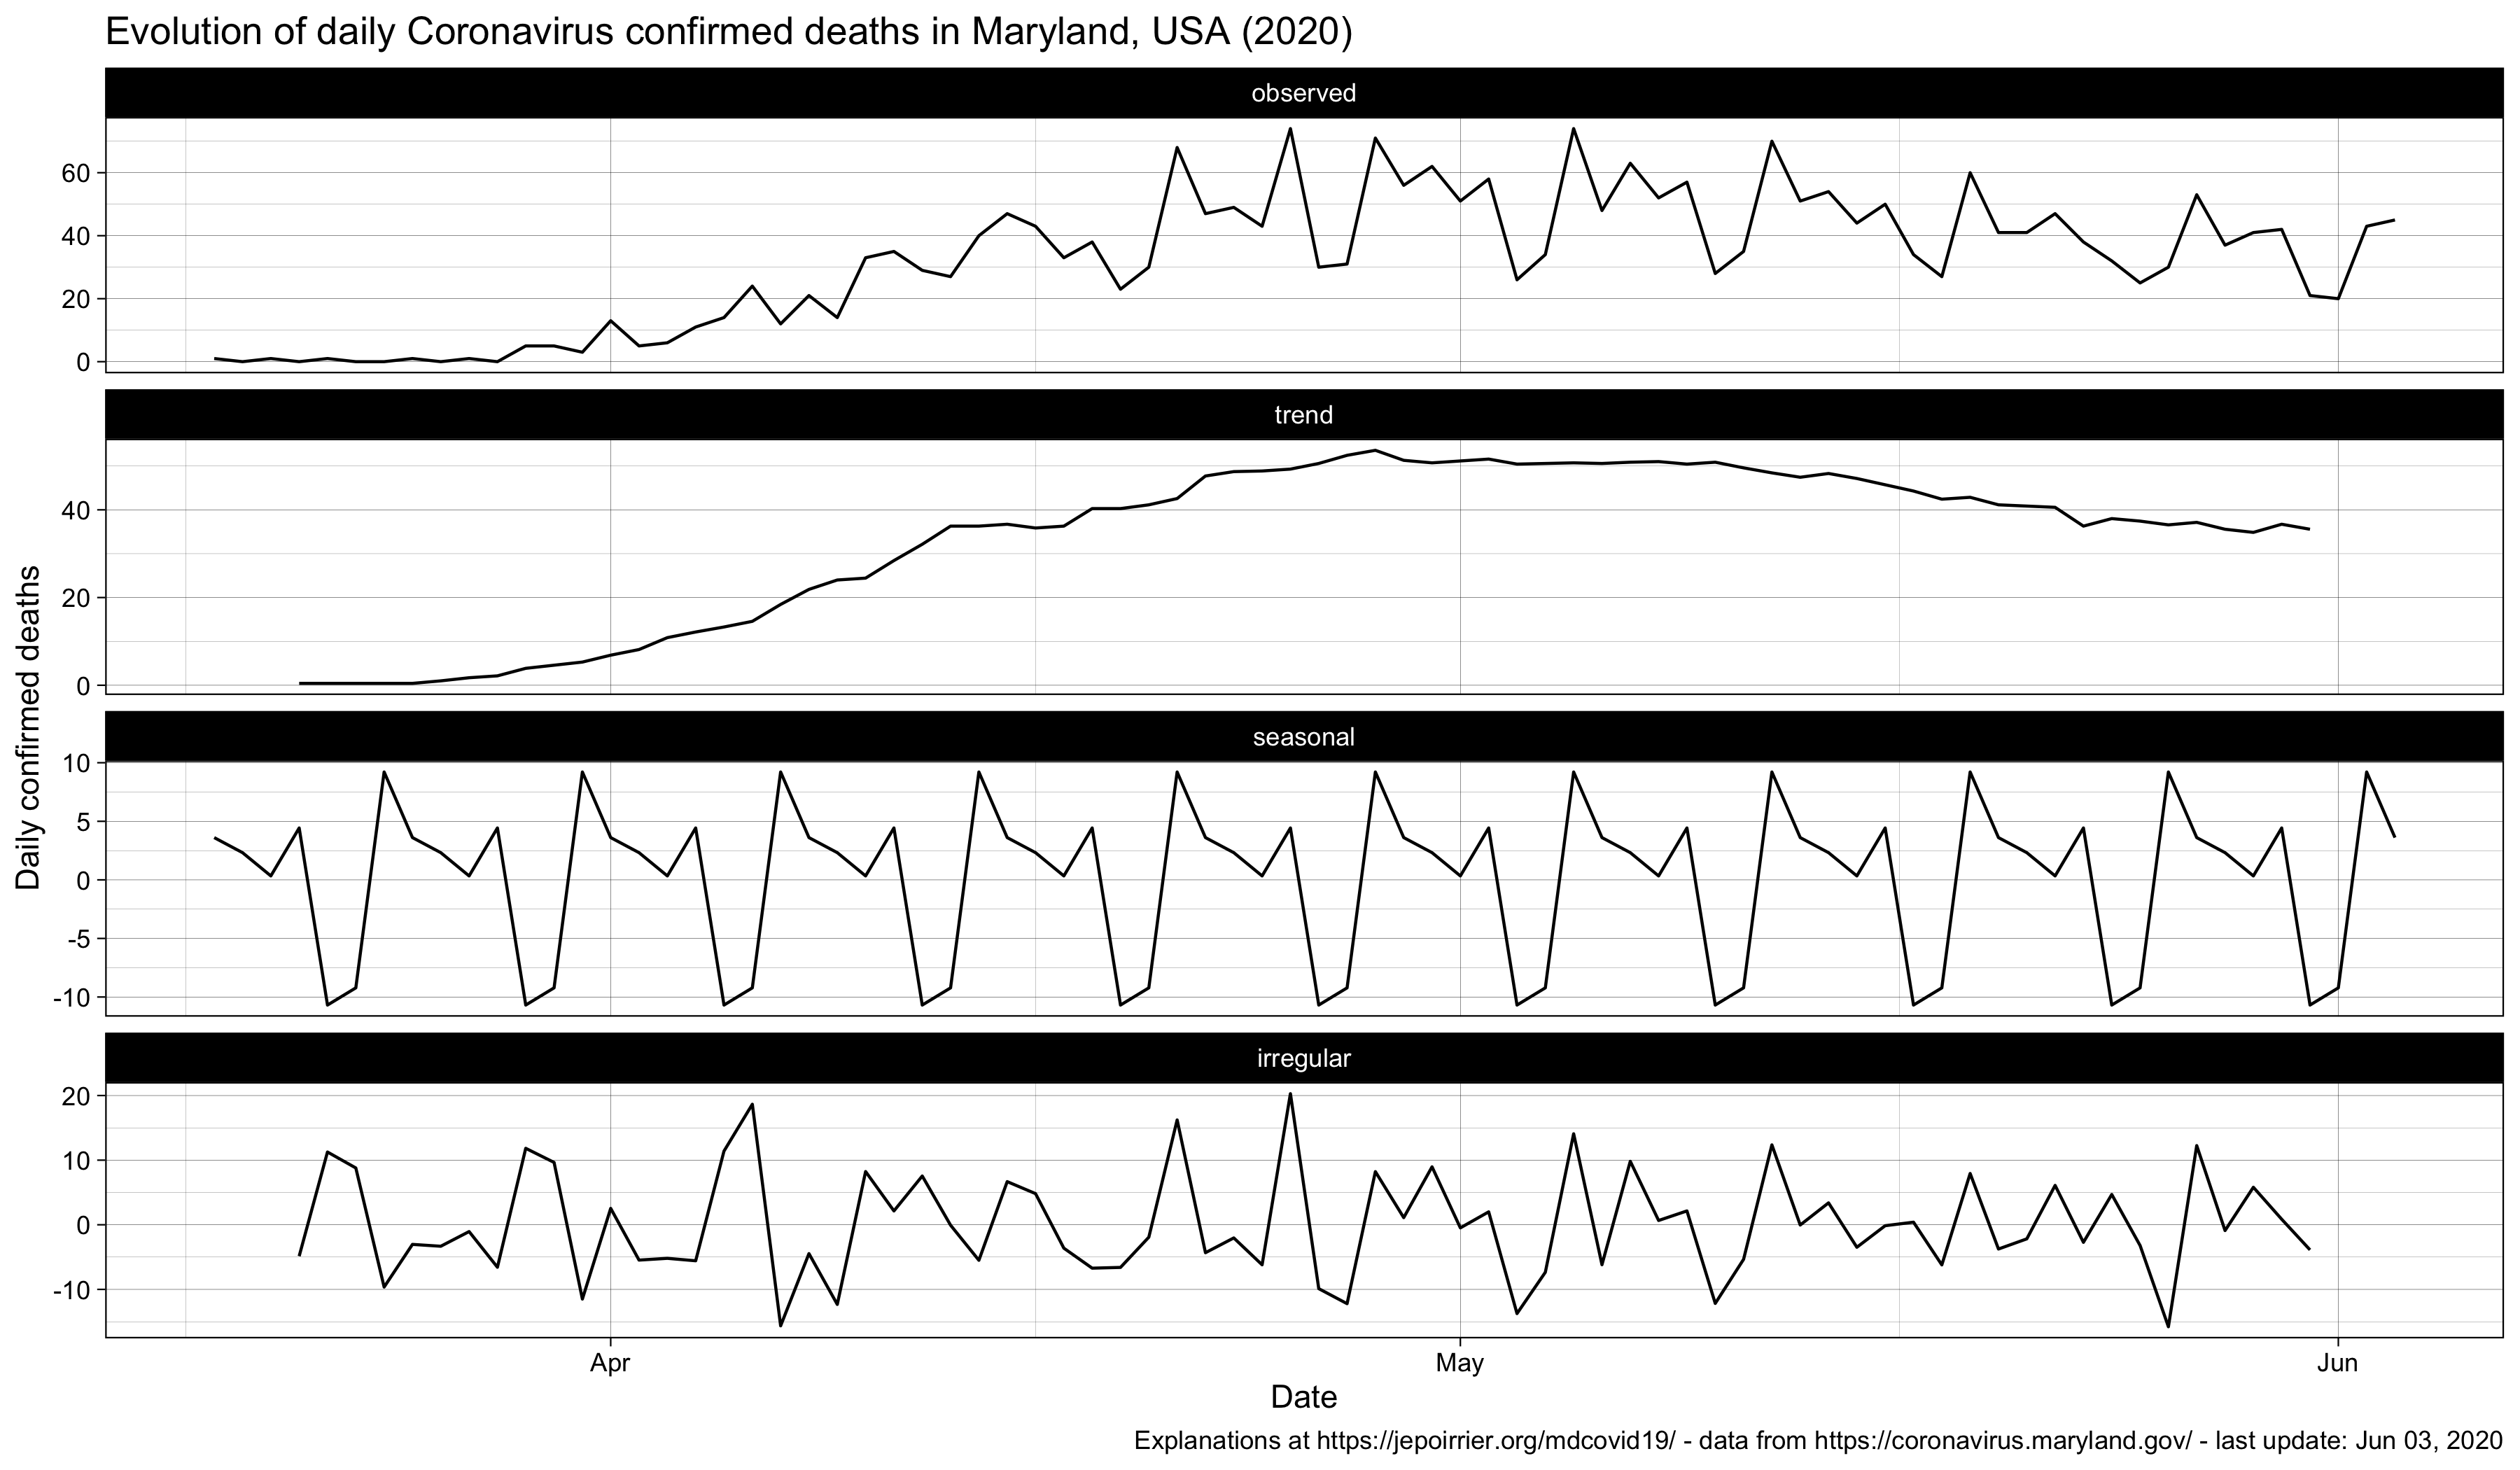 Evolution of daily Coronavirus confirmed deaths in Maryland, USA (2020)
observed
60
40
20
0
trend
40
20
0
seasonal
10
5
0
-5
-10
irregular
20
10
0
-10
Daily confirmed deaths
Apr May Jun
Date
Explanations at https://jepoirrier.org/mdcovid19/ - data from https://coronavirus.maryland.gov/ - last update: Jun 03, 2020